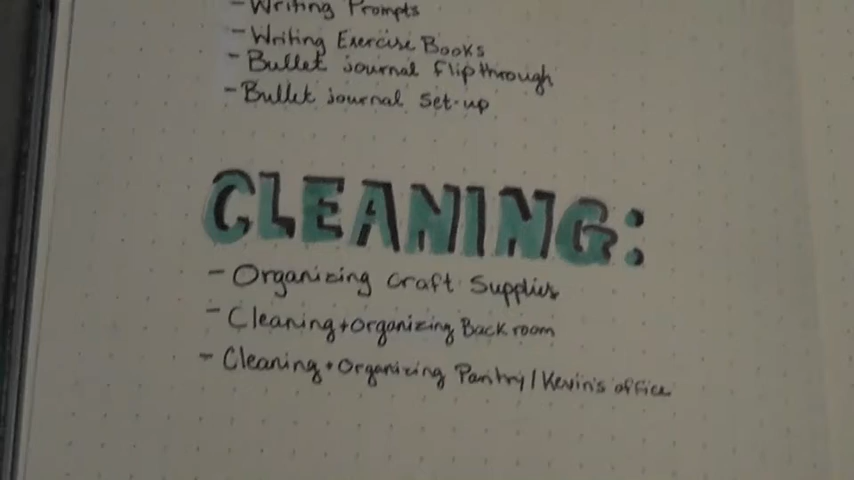 - Writing Prompts
- Writing Exercise Books
- Bullet journal flipthrough
- Bullet journal set-up
CLEANING:
- Organizing Craft Supplies
- Cleaning + Organizing Back room
- Cleaning + Organizing Pantry/Kevin's office